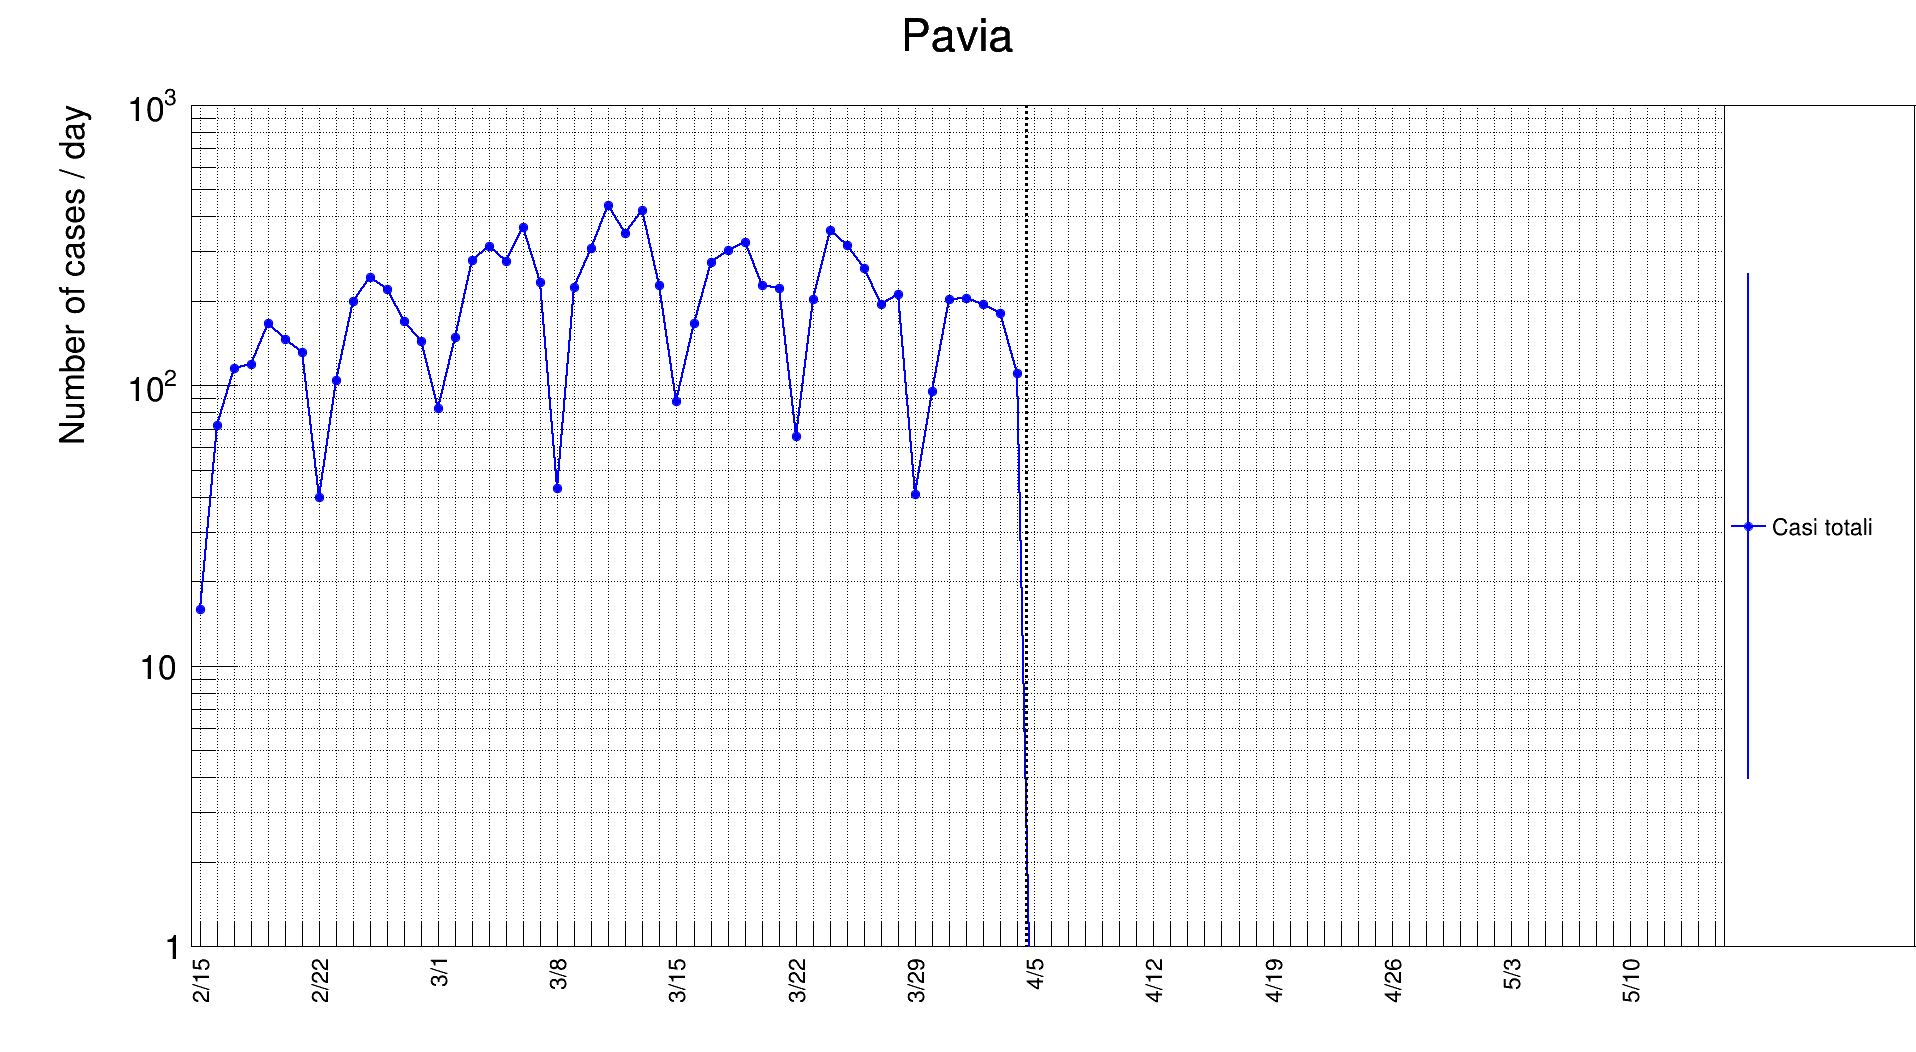 Pavia
Number of cases / day
10³
10²
10
1
2/15 2/22 3/1 3/8 3/15 3/22 3/29 4/5 4/12 4/19 4/26 5/3 5/10
Casi totali